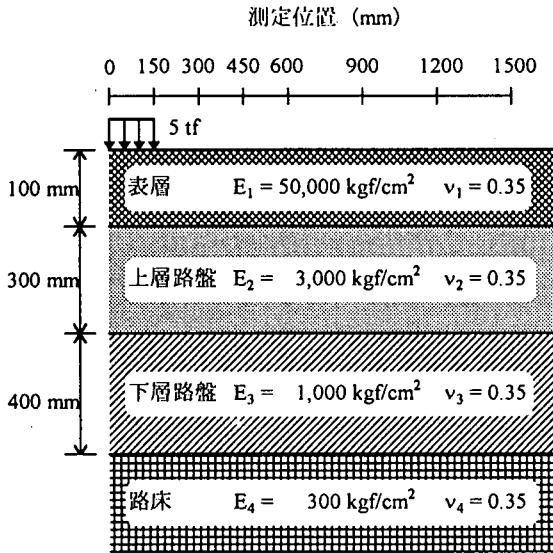 測定位置 (mm)
0 150 300 450 600 900 1200 1500
5 tf
100 mm
表層 E₁ = 50,000 kgf/cm² ν₁ = 0.35
300 mm
上層路盤 E₂ = 3,000 kgf/cm² ν₂ = 0.35
400 mm
下層路盤 E₃ = 1,000 kgf/cm² ν₃ = 0.35
路床 E₄ = 300 kgf/cm² ν₄ = 0.35